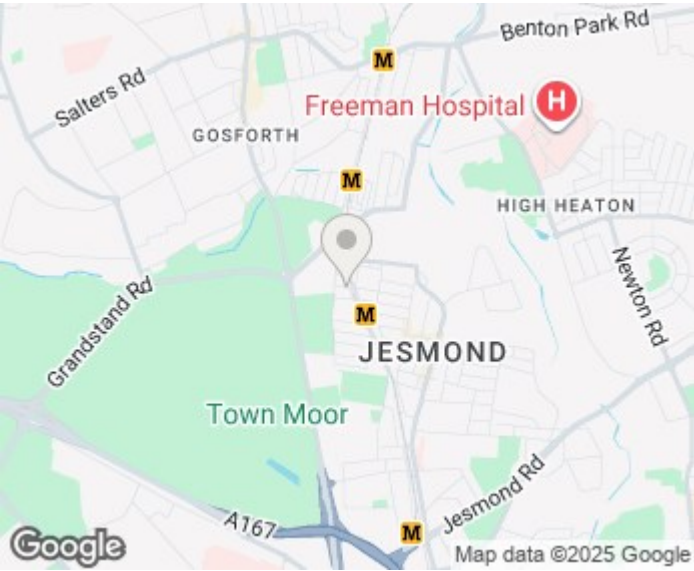 Benton Park Rd
M
Salters Rd
Freeman Hospital
H
GOSFORTH
M
HIGH HEATON
Newton Rd
Grandstand Rd
M
JESMOND
Town Moor
Jesmond Rd
A167
M
Google
Map data ©2025 Google